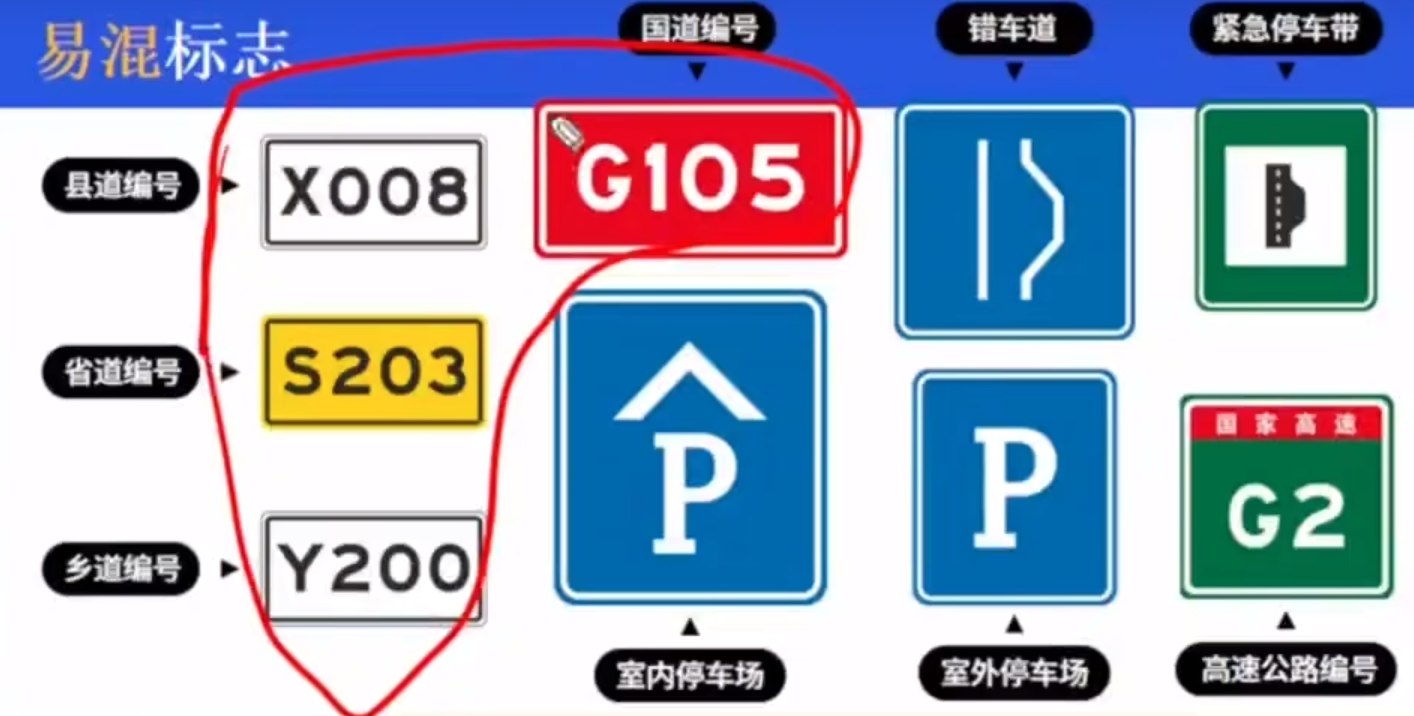 易混标志
国道编号
错车道
紧急停车带
县道编号
X008
G105
省道编号
S203
P
P
国家高速
G2
乡道编号
Y200
室内停车场
室外停车场
高速公路编号